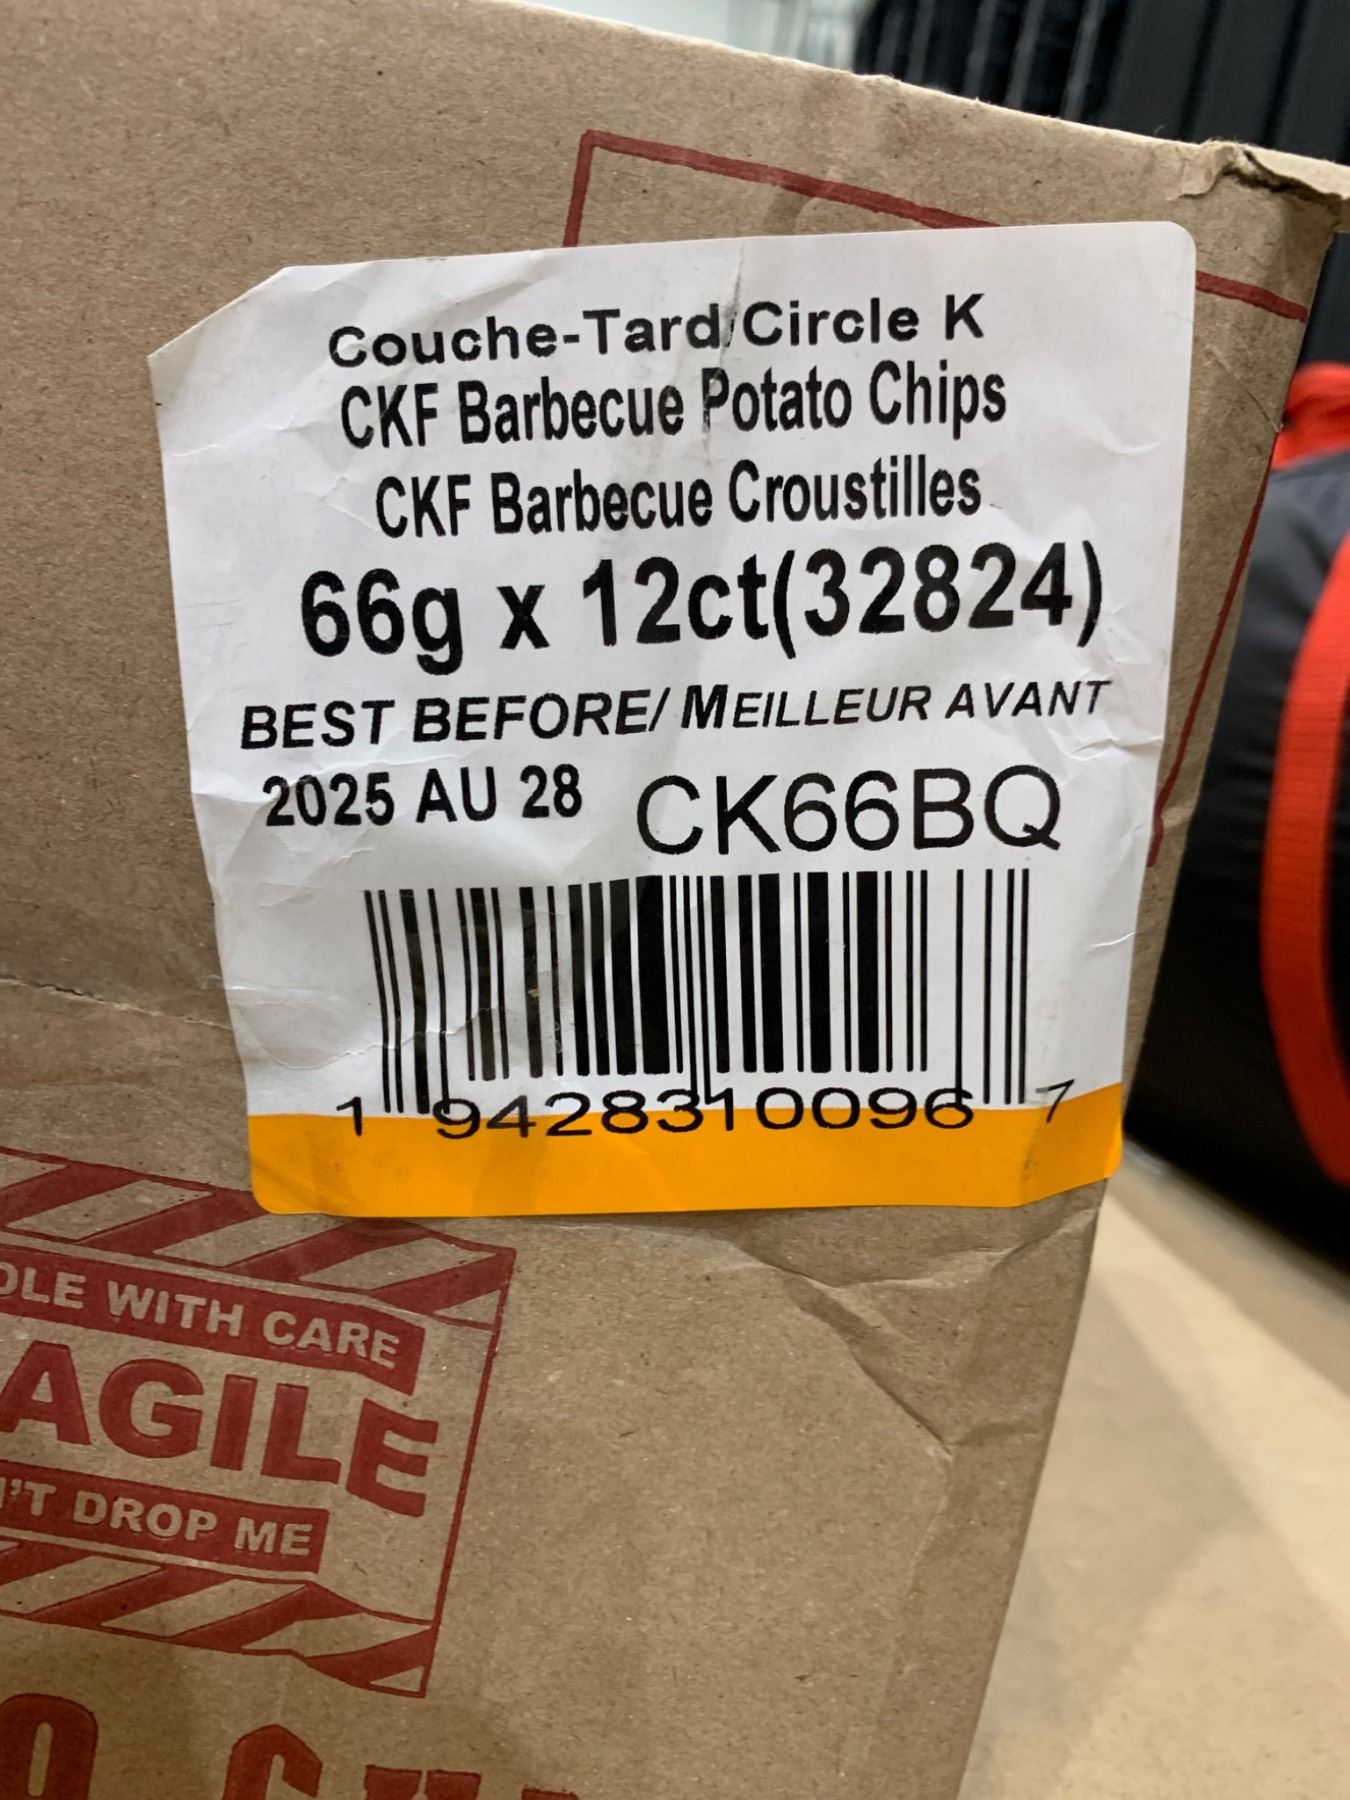 Couche-Tard/Circle K
CKF Barbecue Potato Chips
CKF Barbecue Croustilles
66g x 12ct(32824)
BEST BEFORE/ MEILLEUR AVANT
2025 AU 28 CK66BQ
1 9428310096 7
DLE WITH CARE
AGILE
'T DROP ME